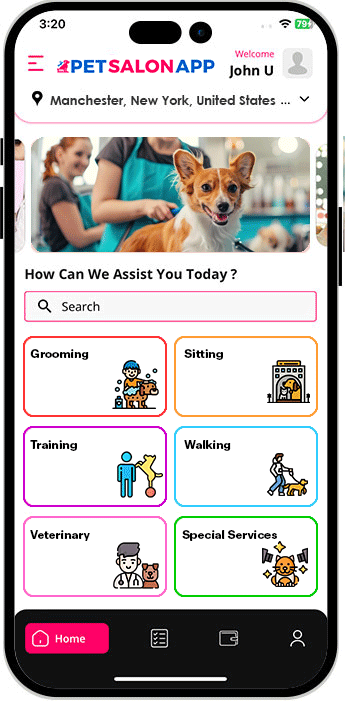 3:20
79
Welcome
PETSALONAPP
John U
Manchester, New York, United States ...
How Can We Assist You Today ?
Search
Grooming
Sitting
Training
Walking
Veterinary
Special Services
Home